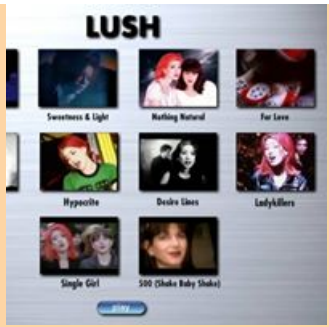 LUSH
Sweetness & Light
Nothing Natural
For Love
Hypocrite
Desire Lines
Ladykillers
Single Girl
500 (Shake Baby Shake)
play